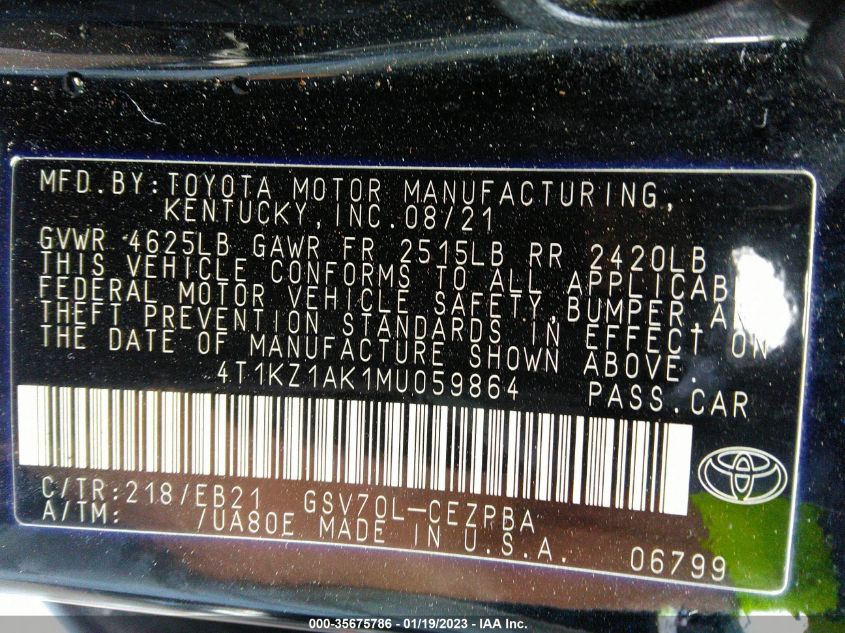 MFD.BY:TOYOTA MOTOR MANUFACTURING,
KENTUCKY,INC.08/21
GVWR 4625LB GAWR FR 2515LB RR 2420LB
THIS VEHICLE CONFORMS TO ALL
FEDERAL MOTOR VEHICLE SAFETY,BUMPER,
THEFT PREVENTION STANDARDS IN EFFECT ON
THE DATE OF MANUFACTURE SHOWN ABOVE.
4T1KZ1AK1MU059864 PASS.CAR
C/TR:218/EB21 GSV70L-CEZPBA
A/TM: /UA80E MADE IN U.S.A.
06799
000-35675786 - 01/19/2023 - IAA Inc.